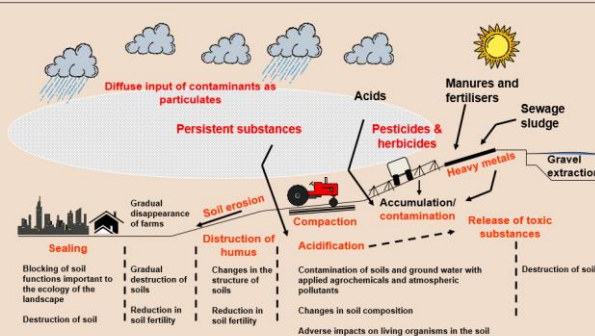 Diffuse input of contaminants as
particulates
Acids
Manures and
fertilisers
Sewage
sludge
Persistent substances
Pesticides &
herbicides
Heavy metals
Gravel
extraction
Gradual
disappearance
of farms
Soil erosion
Compaction
Accumulation/
contamination
Release of toxic
substances
Sealing
Distruction of
humus
Acidification
Blocking of soil
functions important to
the ecology of the
landscape
Destruction of soil
Gradual
destruction of
soils
Reduction in
soil fertility
Changes in the
structure of
soils
Reduction in
soil fertility
Contamination of soils and ground water with
applied agrochemicals and atmospheric
pollutants
Changes in soil composition
Adverse impacts on living organisms in the soil
Destruction of soil